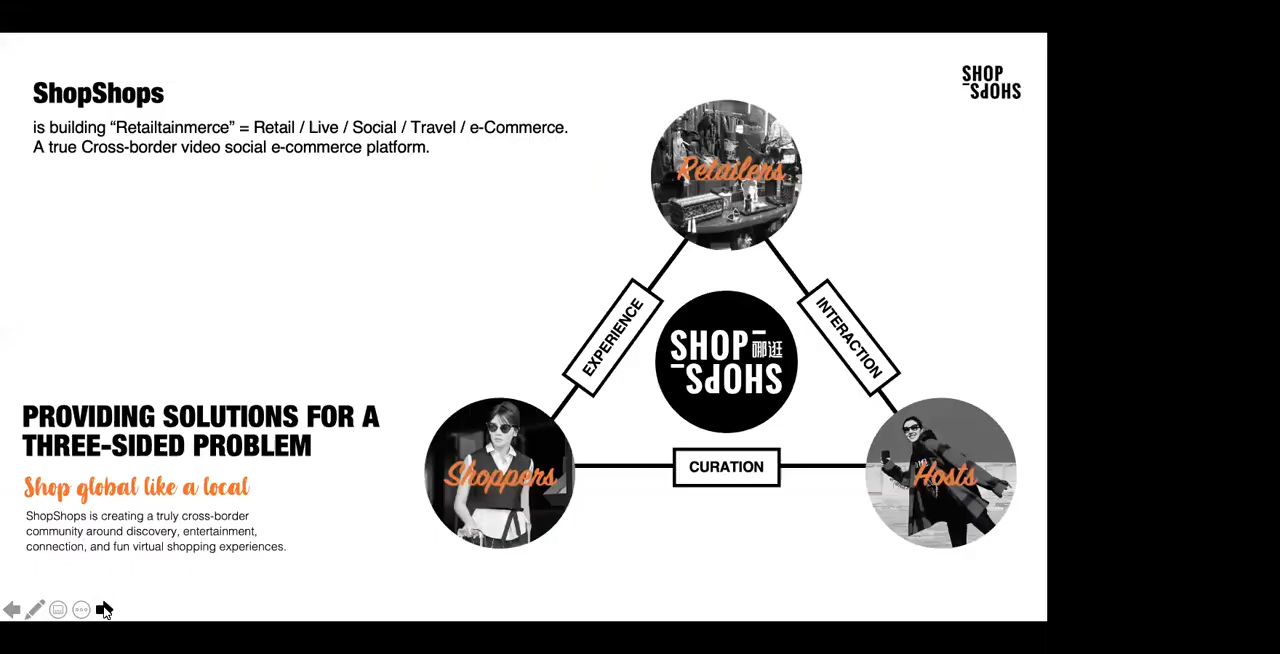 ShopShops
is building “Retailtainmerce” = Retail / Live / Social / Travel / e-Commerce.
A true Cross-border video social e-commerce platform.
SHOP
SHOPS
Retailers
EXPERIENCE
INTERACTION
SHOP 哪逛
SHOPS
PROVIDING SOLUTIONS FOR A
THREE-SIDED PROBLEM
Shop global like a local
ShopShops is creating a truly cross-border
community around discovery, entertainment,
connection, and fun virtual shopping experiences.
Shoppers
CURATION
Hosts